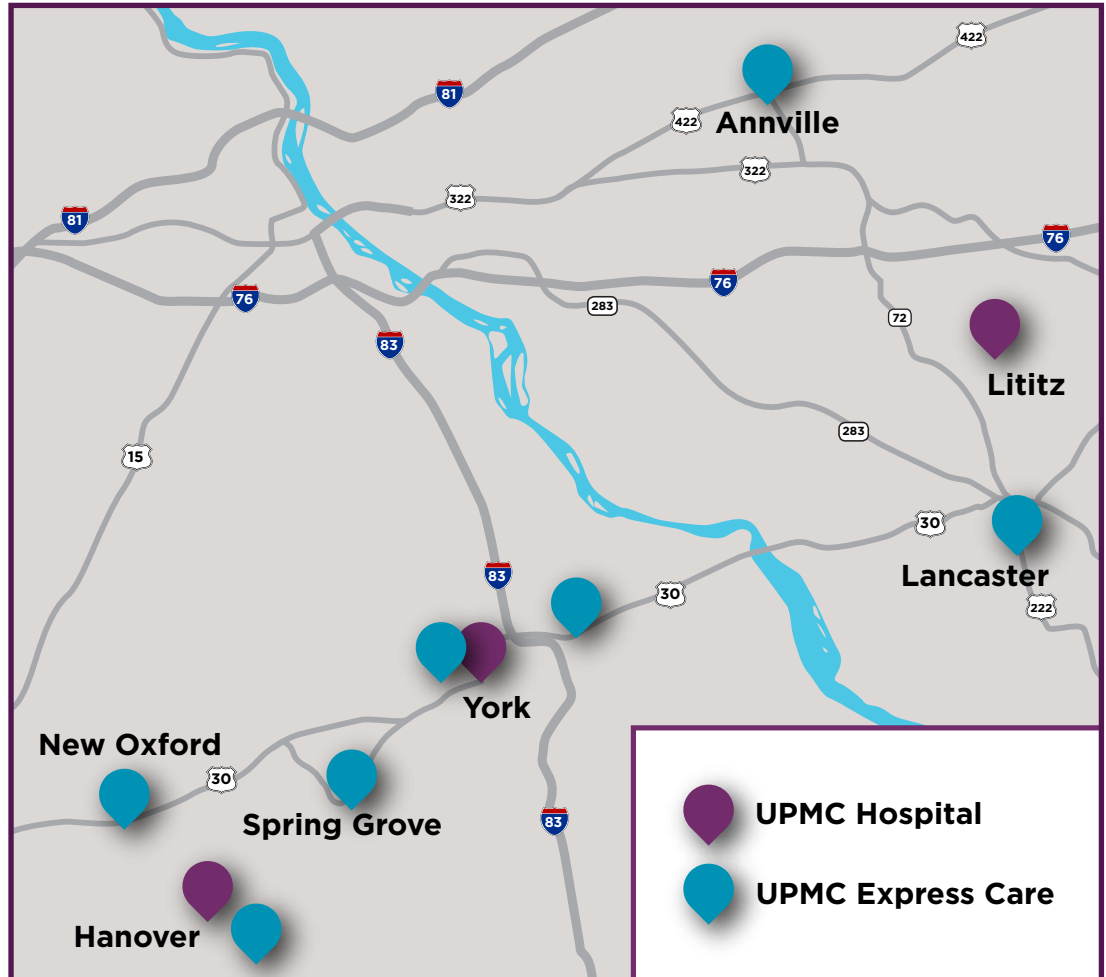 422
81
422
Annville
322
322
81
76
76
76
283
72
83
Lititz
283
15
30
Lancaster
83
30
222
York
New Oxford
30
Spring Grove
83
UPMC Hospital
UPMC Express Care
Hanover